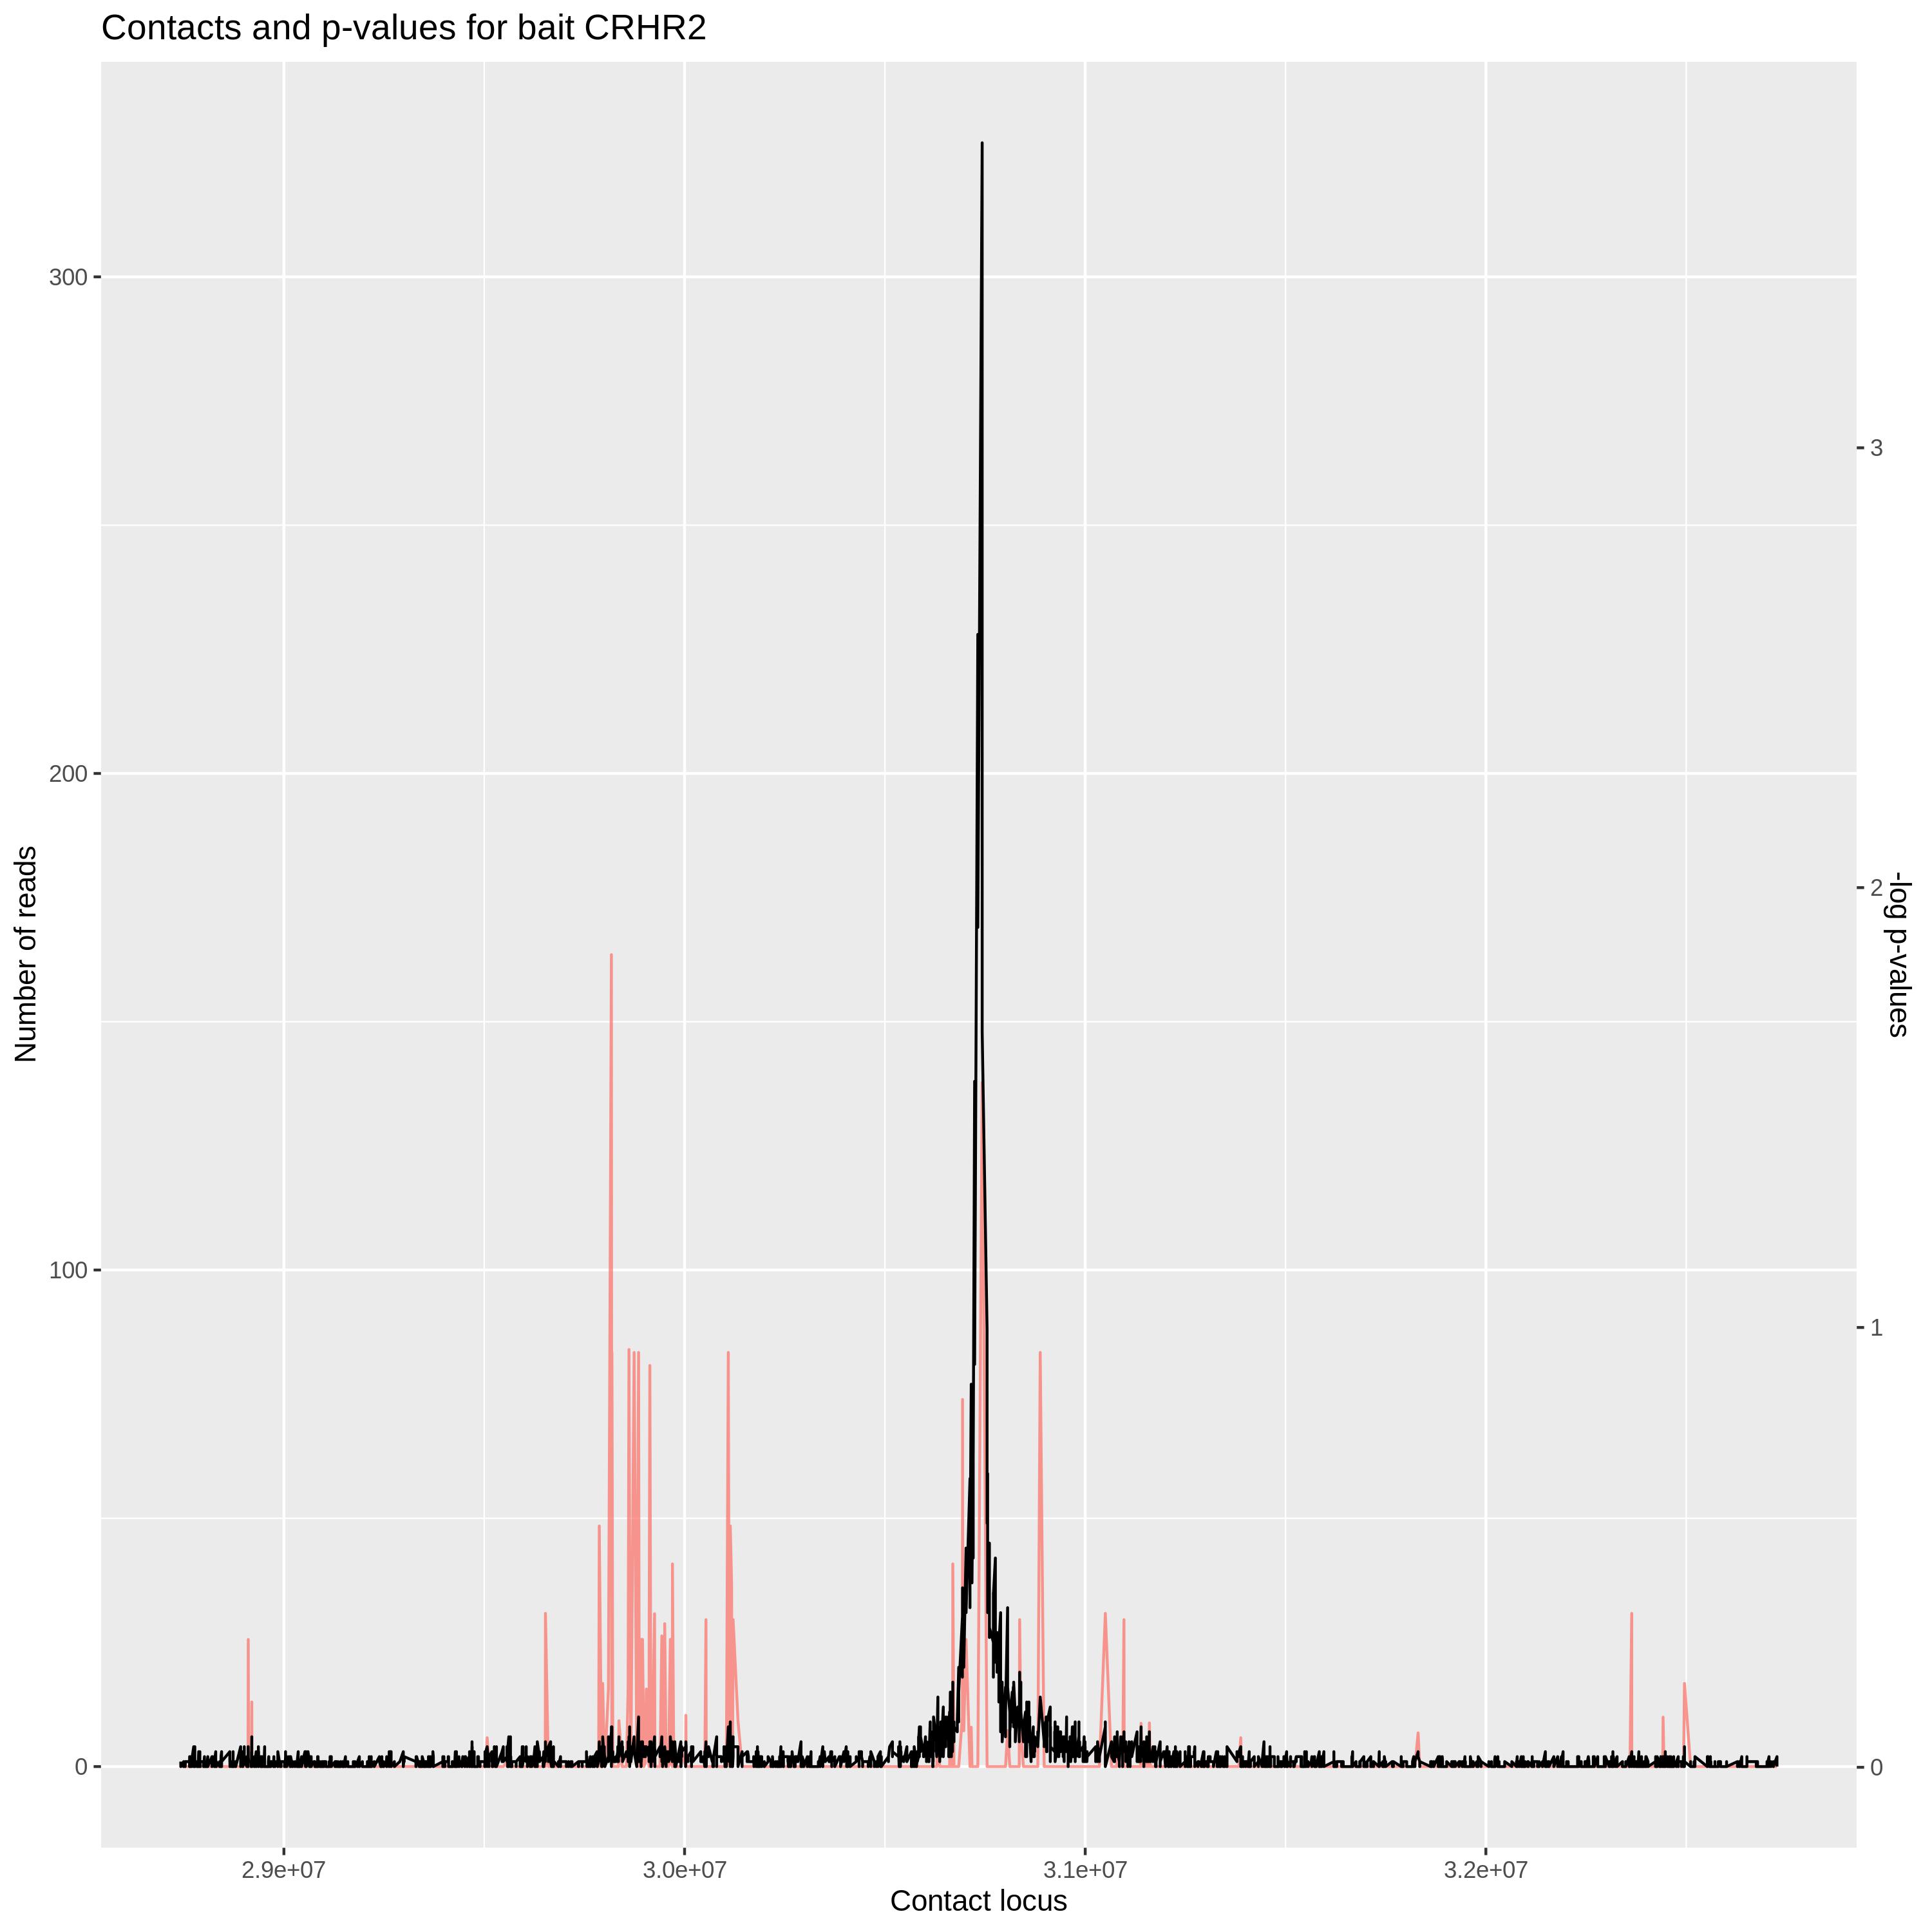 Contacts and p-values for bait CRHR2
300
200
100
0
Number of reads
3
2
1
0
-log p-values
2.9e+07
3.0e+07
3.1e+07
3.2e+07
Contact locus